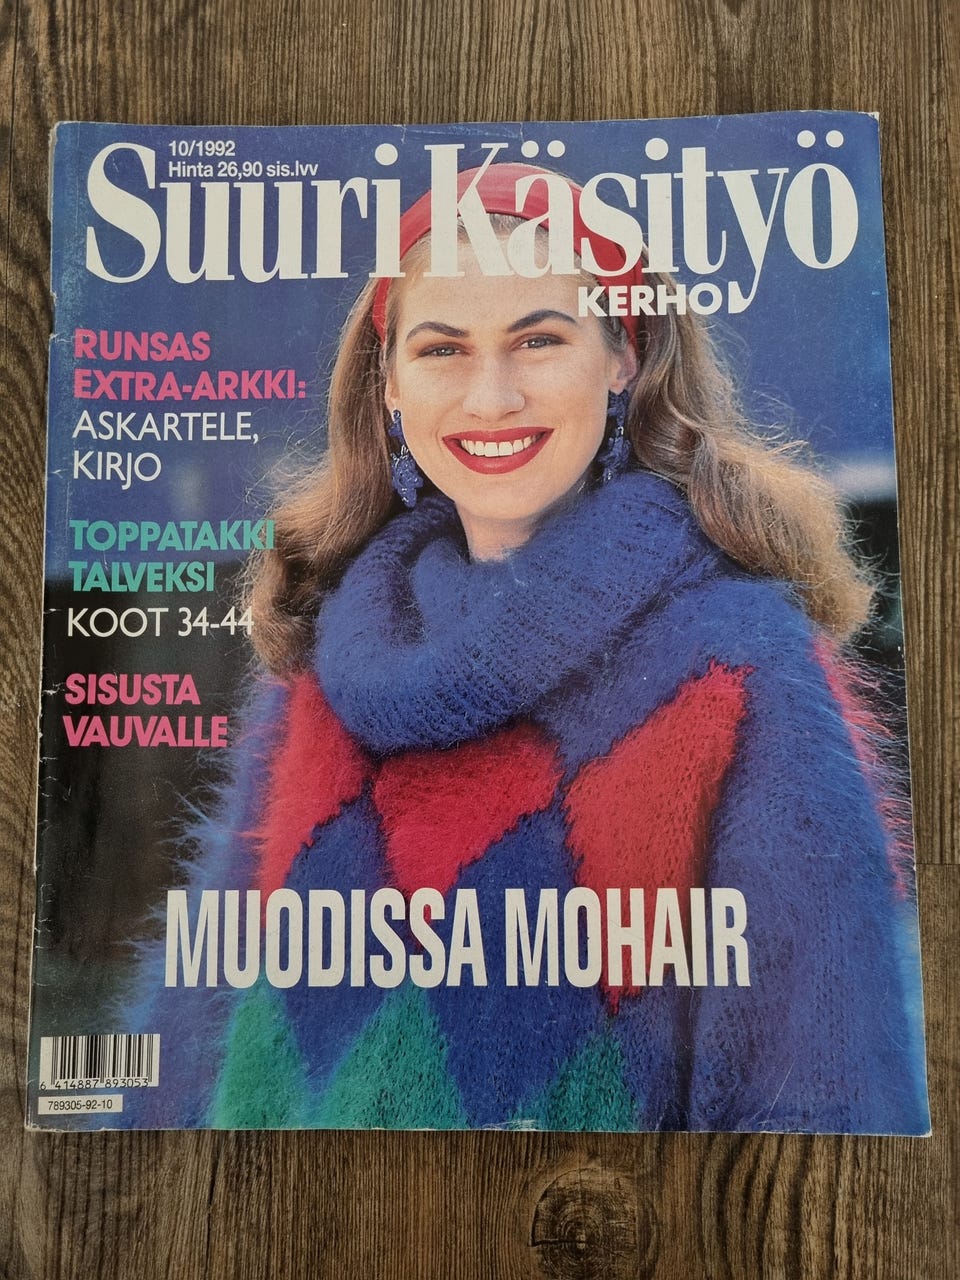 10/1992
Hinta 26,90 sis.lvv
Suuri Käsityö
KERHO
RUNSAS
EXTRA-ARKKI:
ASKARTELE,
KIRJO
TOPPATAKKI
TALVEKSI
KOOT 34-44
SISUSTA
VAUVALLE
MUODISSA MOHAIR
6 414887 893053
789305-92-10